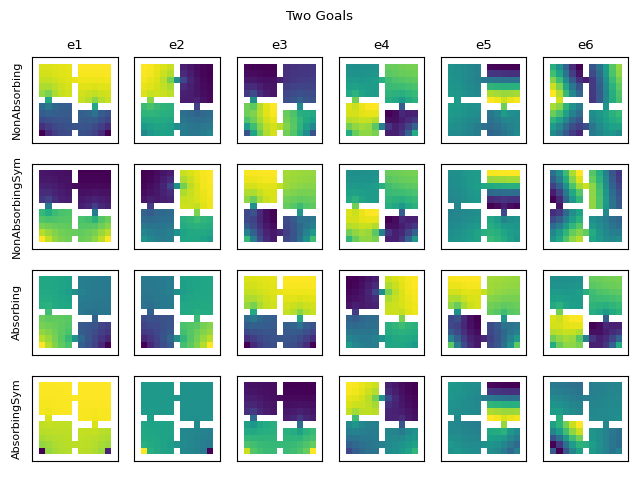 Two Goals
e1 e2 e3 e4 e5 e6
NonAbsorbing
NonAbsorbingSym
Absorbing
AbsorbingSym